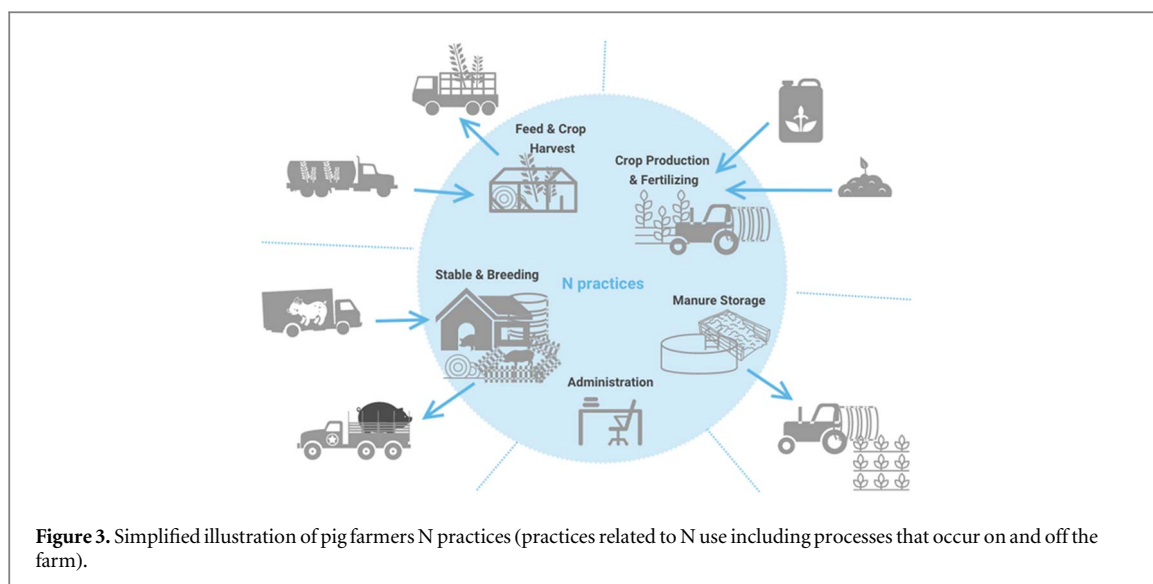 Feed & Crop
Harvest
Crop Production
& Fertilizing
Stable & Breeding
N practices
Manure Storage
Administration
Figure 3. Simplified illustration of pig farmers N practices (practices related to N use including processes that occur on and off the
farm).